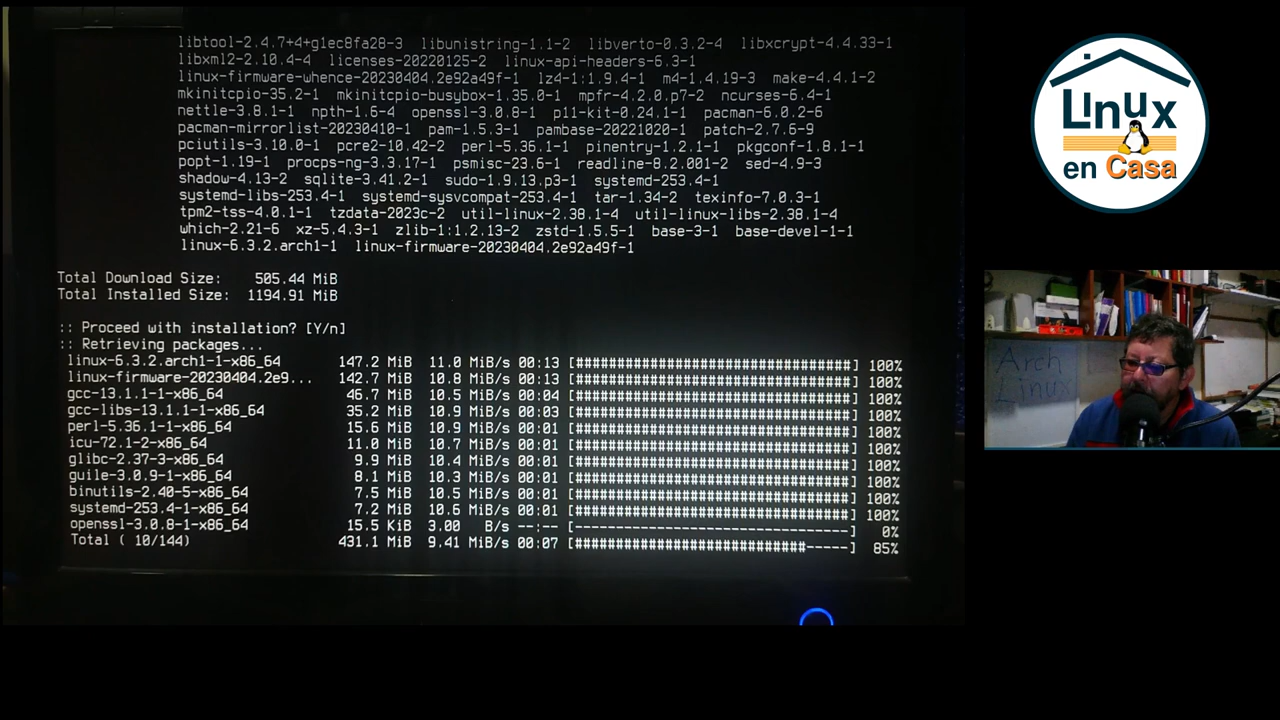 libtool-2.4.7+4+g1ec8fa28-3 libunistring-1.1-2 libverto-0.3.2-4 libxcrypt-4.4.33-1
libxml2-2.10.4-4 licenses-20220125-2 linux-api-headers-6.3-1
linux-firmware-whence-20230404.2e92a49f-1 lz4-1:1.9.4-1 m4-1.4.19-3 make-4.4.1-2
mkinitcpio-35.2-1 mkinitcpio-busybox-1.35.0-1 mpfr-4.2.0.p7-2 ncurses-6.4-1
nettle-3.8.1-1 npth-1.6-4 openssl-3.0.8-1 p11-kit-0.24.1-1 pacman-6.0.2-6
pacman-mirrorlist-20230410-1 pam-1.5.3-1 pambase-20221020-1 patch-2.7.6-9
pciutils-3.10.0-1 pcre2-10.42-2 perl-5.36.1-1 pinentry-1.2.1-1 pkgconf-1.8.1-1
popt-1.19-1 procps-ng-3.3.17-1 psmisc-23.6-1 readline-8.2.001-2 sed-4.9-3
shadow-4.13-2 sqlite-3.41.2-1 sudo-1.9.13.p3-1 systemd-253.4-1
systemd-libs-253.4-1 systemd-sysvcompat-253.4-1 tar-1.34-2 texinfo-7.0.3-1
tpm2-tss-4.0.1-1 tzdata-2023c-2 util-linux-2.38.1-4 util-linux-libs-2.38.1-4
which-2.21-6 xz-5.4.3-1 zlib-1:1.2.13-2 zstd-1.5.5-1 base-3-1 base-devel-1-1
linux-6.3.2.arch1-1 linux-firmware-20230404.2e92a49f-1
Total Download Size: 505.44 MiB
Total Installed Size: 1194.91 MiB
:: Proceed with installation? [Y/n]
:: Retrieving packages...
linux-6.3.2.arch1-1-x86_64 147.2 MiB 11.0 MiB/s 00:13 [##################################] 100%
linux-firmware-20230404.2e9... 142.7 MiB 10.8 MiB/s 00:13 [##################################] 100%
gcc-13.1.1-1-x86_64 46.7 MiB 10.5 MiB/s 00:04 [##################################] 100%
gcc-libs-13.1.1-1-x86_64 35.2 MiB 10.9 MiB/s 00:03 [##################################] 100%
perl-5.36.1-1-x86_64 15.6 MiB 10.9 MiB/s 00:01 [##################################] 100%
icu-72.1-2-x86_64 11.0 MiB 10.7 MiB/s 00:01 [##################################] 100%
glibc-2.37-3-x86_64 9.9 MiB 10.4 MiB/s 00:01 [##################################] 100%
guile-3.0.9-1-x86_64 8.1 MiB 10.3 MiB/s 00:01 [##################################] 100%
binutils-2.40-5-x86_64 7.5 MiB 10.5 MiB/s 00:01 [##################################] 100%
systemd-253.4-1-x86_64 7.2 MiB 10.6 MiB/s 00:01 [##################################] 100%
openssl-3.0.8-1-x86_64 15.5 KiB 3.00 B/s --:-- [----------------------------------] 0%
Total ( 10/144) 431.1 MiB 9.41 MiB/s 00:07 [#############################-----] 85%
Linux
en Casa
Arch
Linux